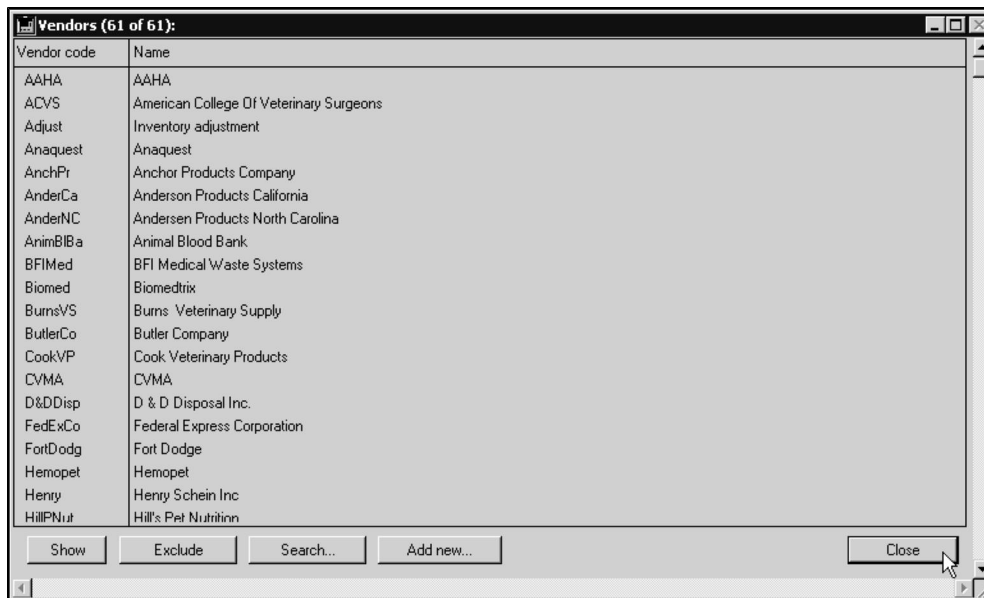 Vendors (61 of 61):
Vendor code Name
AAHA AAHA
ACVS American College Of Veterinary Surgeons
Adjust Inventory adjustment
Anaquest Anaquest
AnchPr Anchor Products Company
AnderCa Anderson Products California
AnderNC Andersen Products North Carolina
AnimBlBa Animal Blood Bank
BFIMed BFI Medical Waste Systems
Biomed Biomedtrix
BurnsVS Burns  Veterinary Supply
ButlerCo Butler Company
CookVP Cook Veterinary Products
CVMA CVMA
D&DDisp D & D Disposal Inc.
FedExCo Federal Express Corporation
FortDodg Fort Dodge
Hemopet Hemopet
Henry Henry Schein Inc
HillPNut Hill's Pet Nutrition
Show Exclude Search... Add new... Close